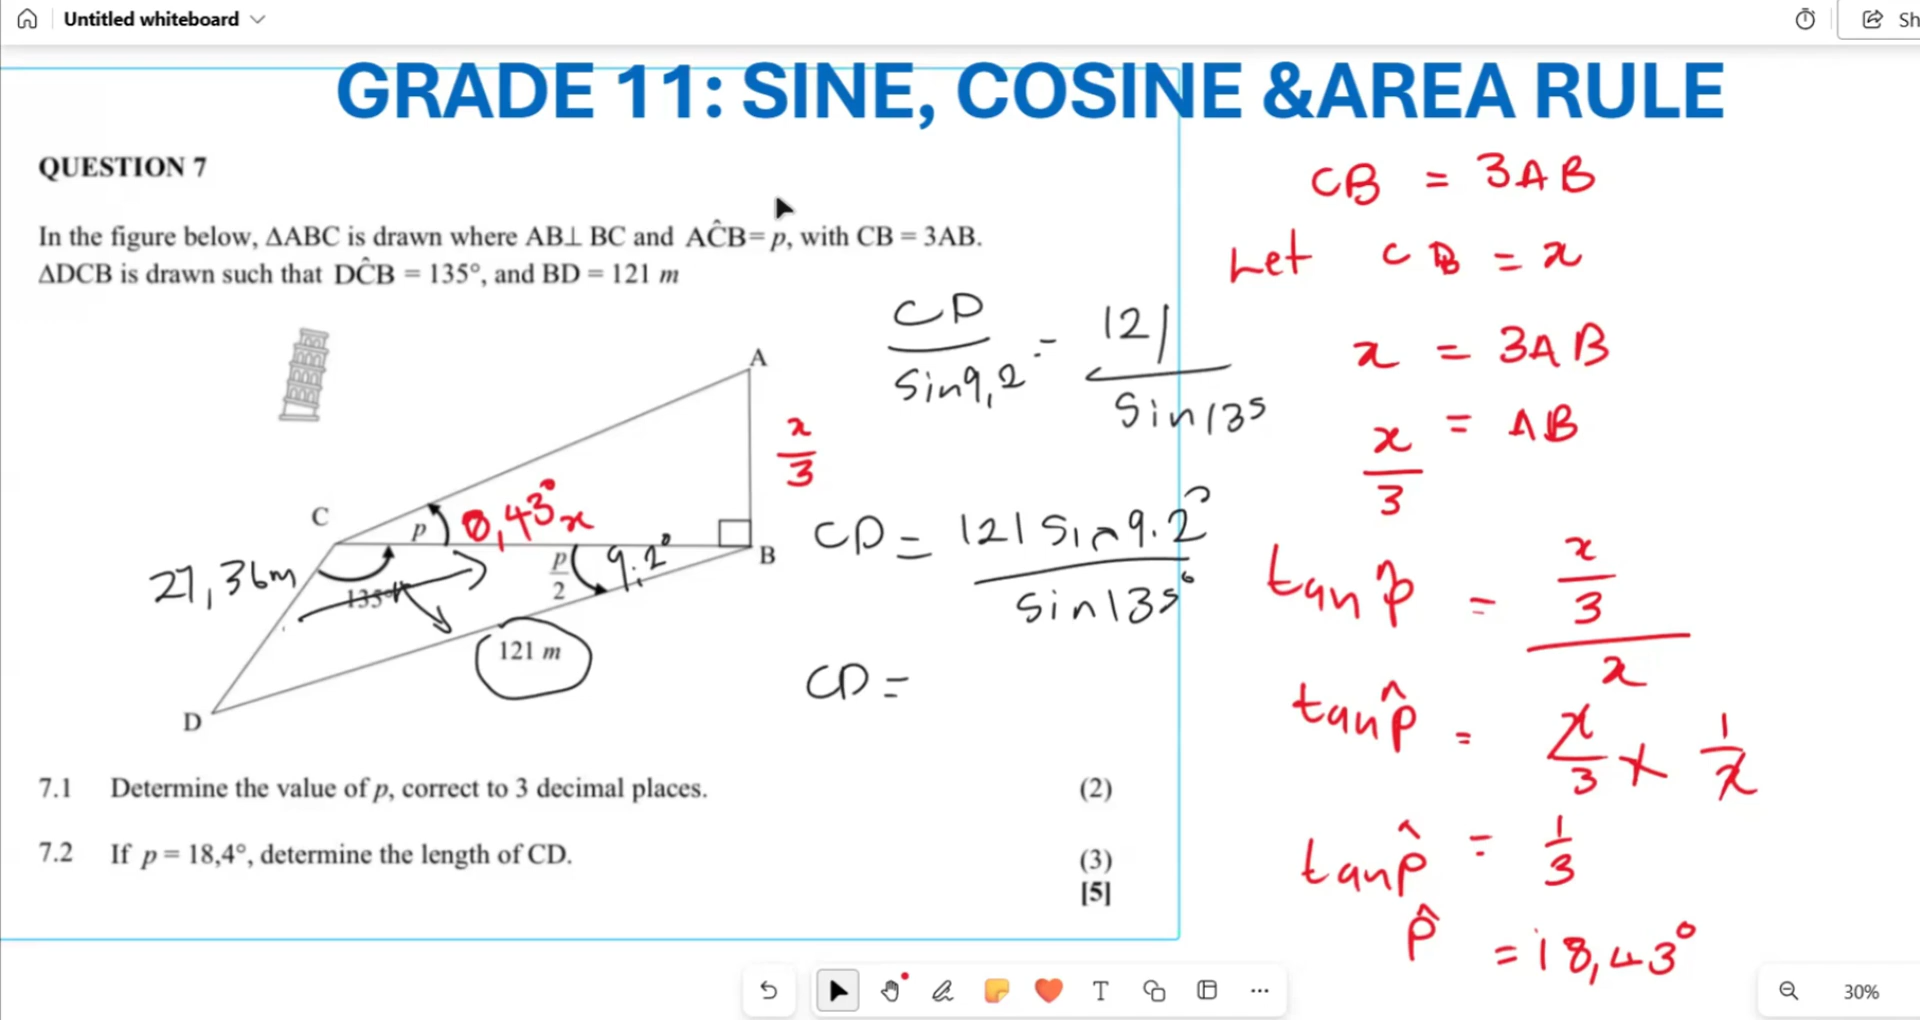 Untitled whiteboard
Sh
GRADE 11: SINE, COSINE &AREA RULE
QUESTION 7
In the figure below, ΔABC is drawn where AB⊥ BC and AĈB= p, with CB = 3AB.
ΔDCB is drawn such that DĈB = 135°, and BD = 121 m
A
x/3
C
p
0,43° x
B
27,36m
135°
p/2
9.2°
121 m
D
CD/sin9,2 = 121/sin135
CD = 121 sin 9.2°/sin135°
CD =
CB = 3AB
Let CB = x
x = 3AB
x/3 = AB
tan p̂ = x/3 / x
tan p̂ = x/3 × 1/x
tan p̂ = 1/3
p̂ = 18,43°
7.1 Determine the value of p, correct to 3 decimal places. (2)
7.2 If p = 18,4°, determine the length of CD. (3)
[5]
T
30%